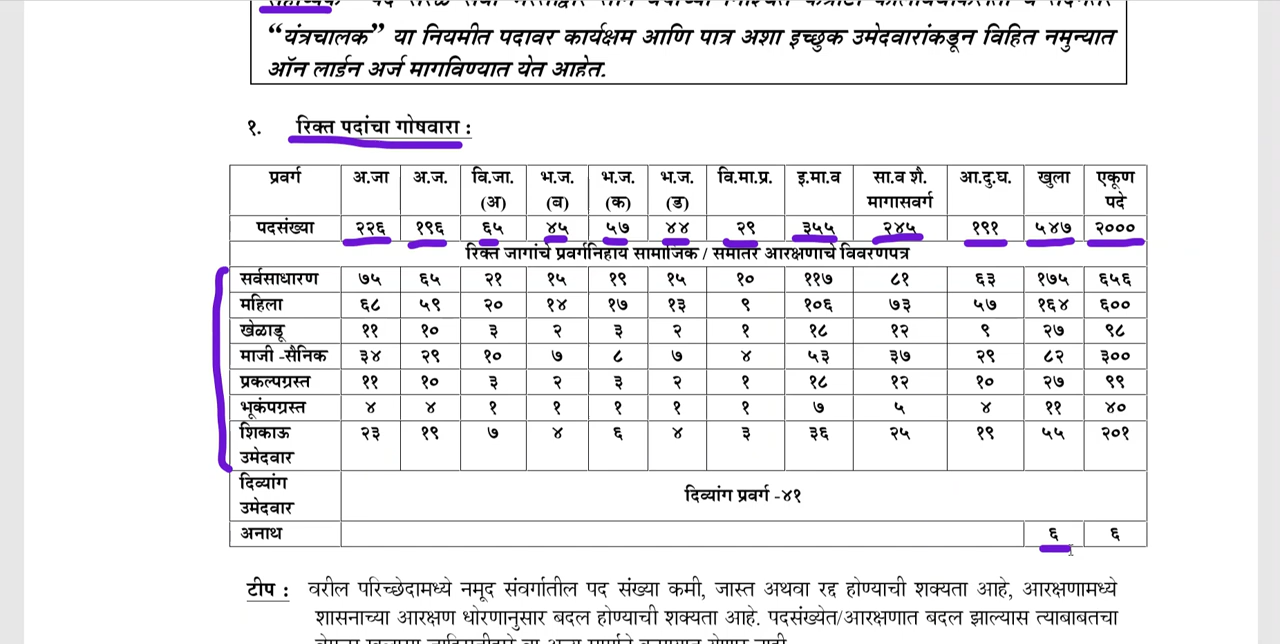 “यंत्रचालक” या नियमीत पदावर कार्यक्षम आणि पात्र अशा इच्छुक उमेदवारांकडून विहित नमुन्यात
ऑन लाईन अर्ज मागविण्यात येत आहेत.
१. रिक्त पदांचा गोषवारा :
प्रवर्ग अ.जा अ.ज. वि.जा. (अ) भ.ज. (ब) भ.ज. (क) भ.ज. (ड) वि.मा.प्र. इ.मा.व सा.व शै. मागासवर्ग आ.दु.घ. खुला एकूण पदे
पदसंख्या २२६ १९६ ६५ ४५ ५७ ४४ २९ ३५५ २४५ १९१ ५४७ २०००
रिक्त जागांचे प्रवर्गनिहाय सामाजिक / समांतर आरक्षणाचे विवरणपत्र
सर्वसाधारण ७५ ६५ २१ १५ १९ १५ १० ११७ ८१ ६३ १७५ ६५६
महिला ६८ ५९ २० १४ १७ १३ ९ १०६ ७३ ५७ १६४ ६००
खेळाडू ११ १० ३ २ ३ २ १ १८ १२ ९ २७ ९८
माजी -सैनिक ३४ २९ १० ७ ८ ७ ४ ५३ ३७ २९ ८२ ३००
प्रकल्पग्रस्त ११ १० ३ २ ३ २ १ १८ १२ १० २७ ९९
भूकंपग्रस्त ४ ४ १ १ १ १ १ ७ ५ ४ ११ ४०
शिकाऊ उमेदवार २३ १९ ७ ४ ६ ४ ३ ३६ २५ १९ ५५ २०१
दिव्यांग उमेदवार दिव्यांग प्रवर्ग -४१
अनाथ ६ ६
टीप : वरील परिच्छेदामध्ये नमूद संवर्गातील पद संख्या कमी, जास्त अथवा रद्द होण्याची शक्यता आहे, आरक्षणामध्ये
शासनाच्या आरक्षण धोरणानुसार बदल होण्याची शक्यता आहे. पदसंख्येत/आरक्षणात बदल झाल्यास त्याबाबतचा